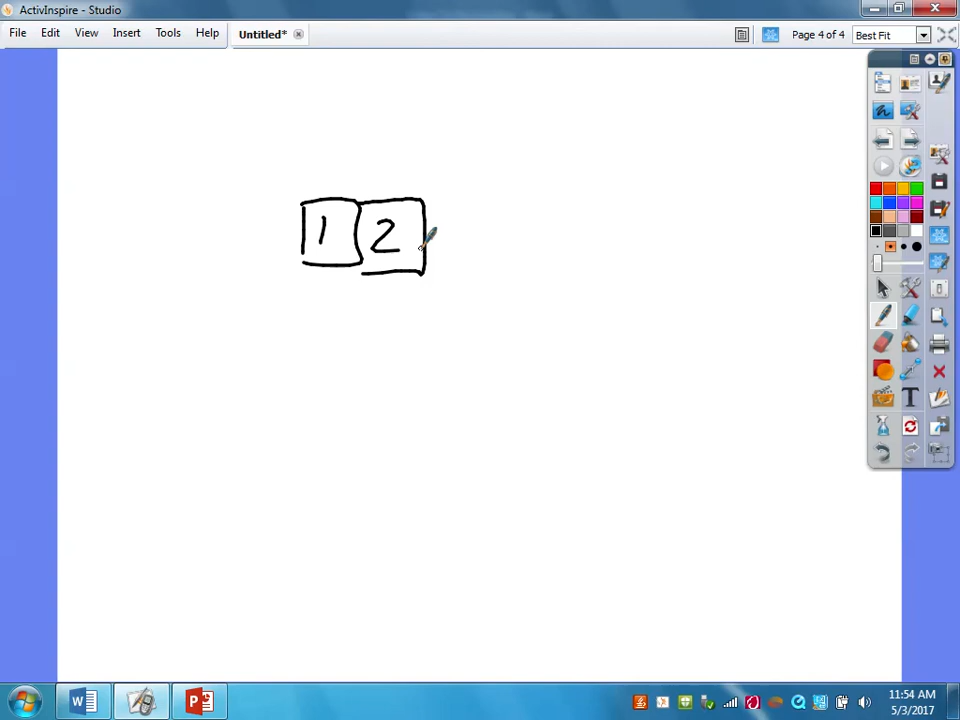 ActivInspire - Studio
File Edit View Insert Tools Help Untitled* Page 4 of 4 Best Fit
1 2
T
11:54 AM
5/3/2017